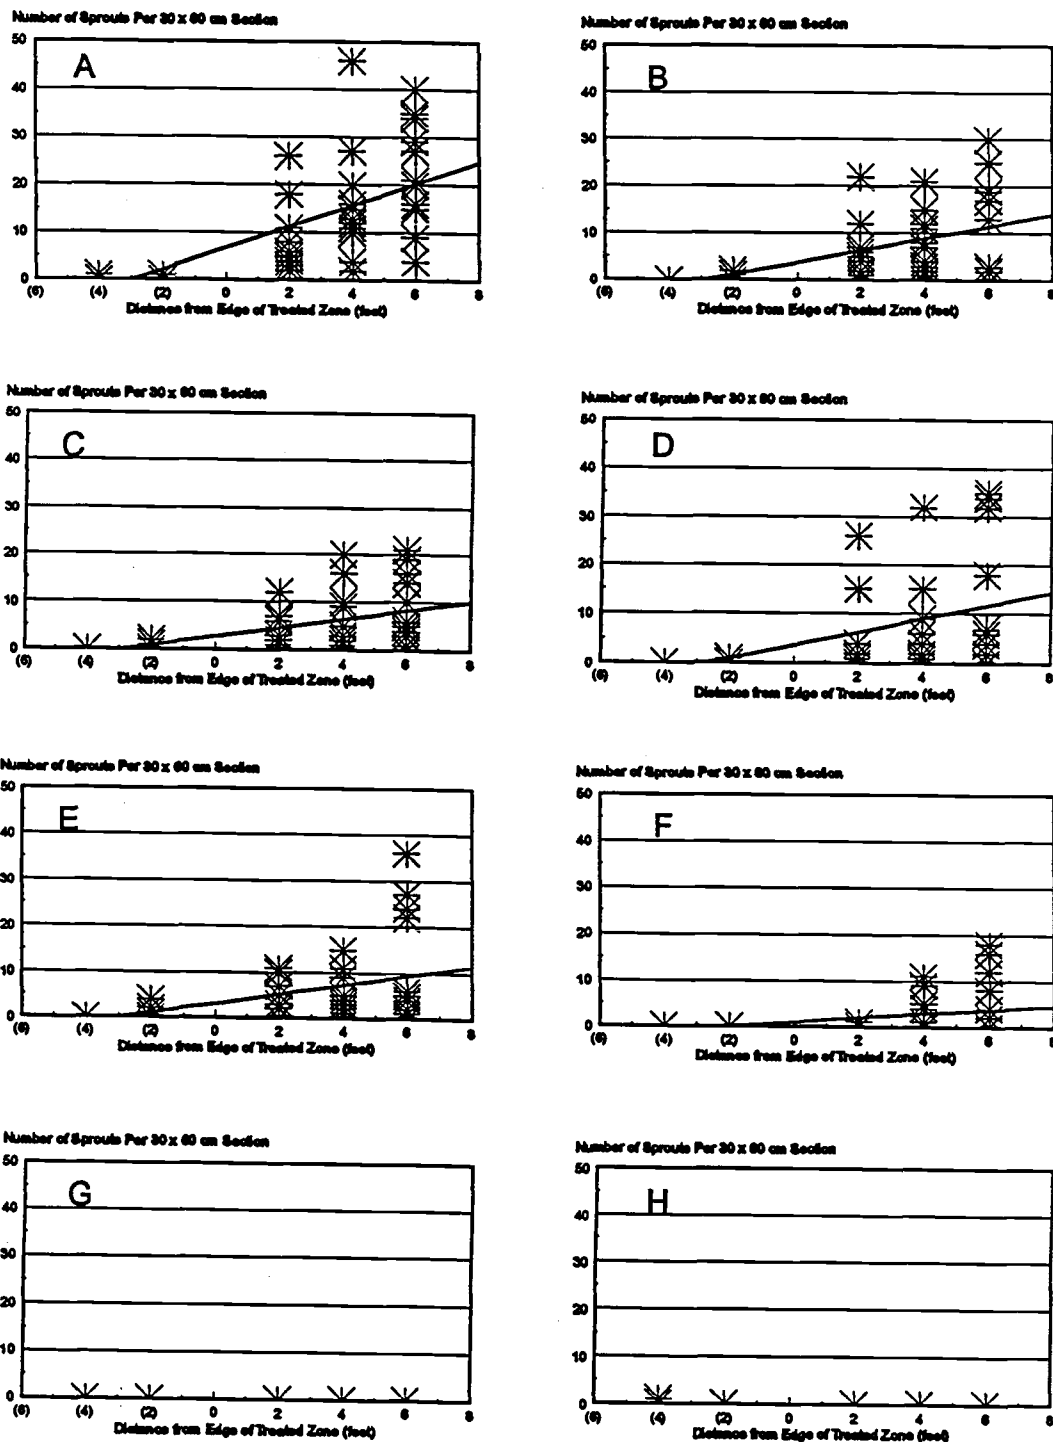 Number of Sprouts Per 30 x 60 cm Section
50
40
30
20
10
0
A
(6) (4) (2) 0 2 4 6 8
Distance from Edge of Treated Zone (feet)
Number of Sprouts Per 30 x 60 cm Section
50
40
30
20
10
0
B
(6) (4) (2) 0 2 4 6 8
Distance from Edge of Treated Zone (feet)
Number of Sprouts Per 30 x 60 cm Section
50
40
30
20
10
0
C
(6) (4) (2) 0 2 4 6 8
Distance from Edge of Treated Zone (feet)
Number of Sprouts Per 30 x 60 cm Section
50
40
30
20
10
0
D
(6) (4) (2) 0 2 4 6 8
Distance from Edge of Treated Zone (feet)
Number of Sprouts Per 30 x 60 cm Section
50
40
30
20
10
0
E
(6) (4) (2) 0 2 4 6 8
Distance from Edge of Treated Zone (feet)
Number of Sprouts Per 30 x 60 cm Section
50
40
30
20
10
0
F
(6) (4) (2) 0 2 4 6 8
Distance from Edge of Treated Zone (feet)
Number of Sprouts Per 30 x 60 cm Section
50
40
30
20
10
0
G
(6) (4) (2) 0 2 4 6 8
Distance from Edge of Treated Zone (feet)
Number of Sprouts Per 30 x 60 cm Section
50
40
30
20
10
0
H
(6) (4) (2) 0 2 4 6 8
Distance from Edge of Treated Zone (feet)